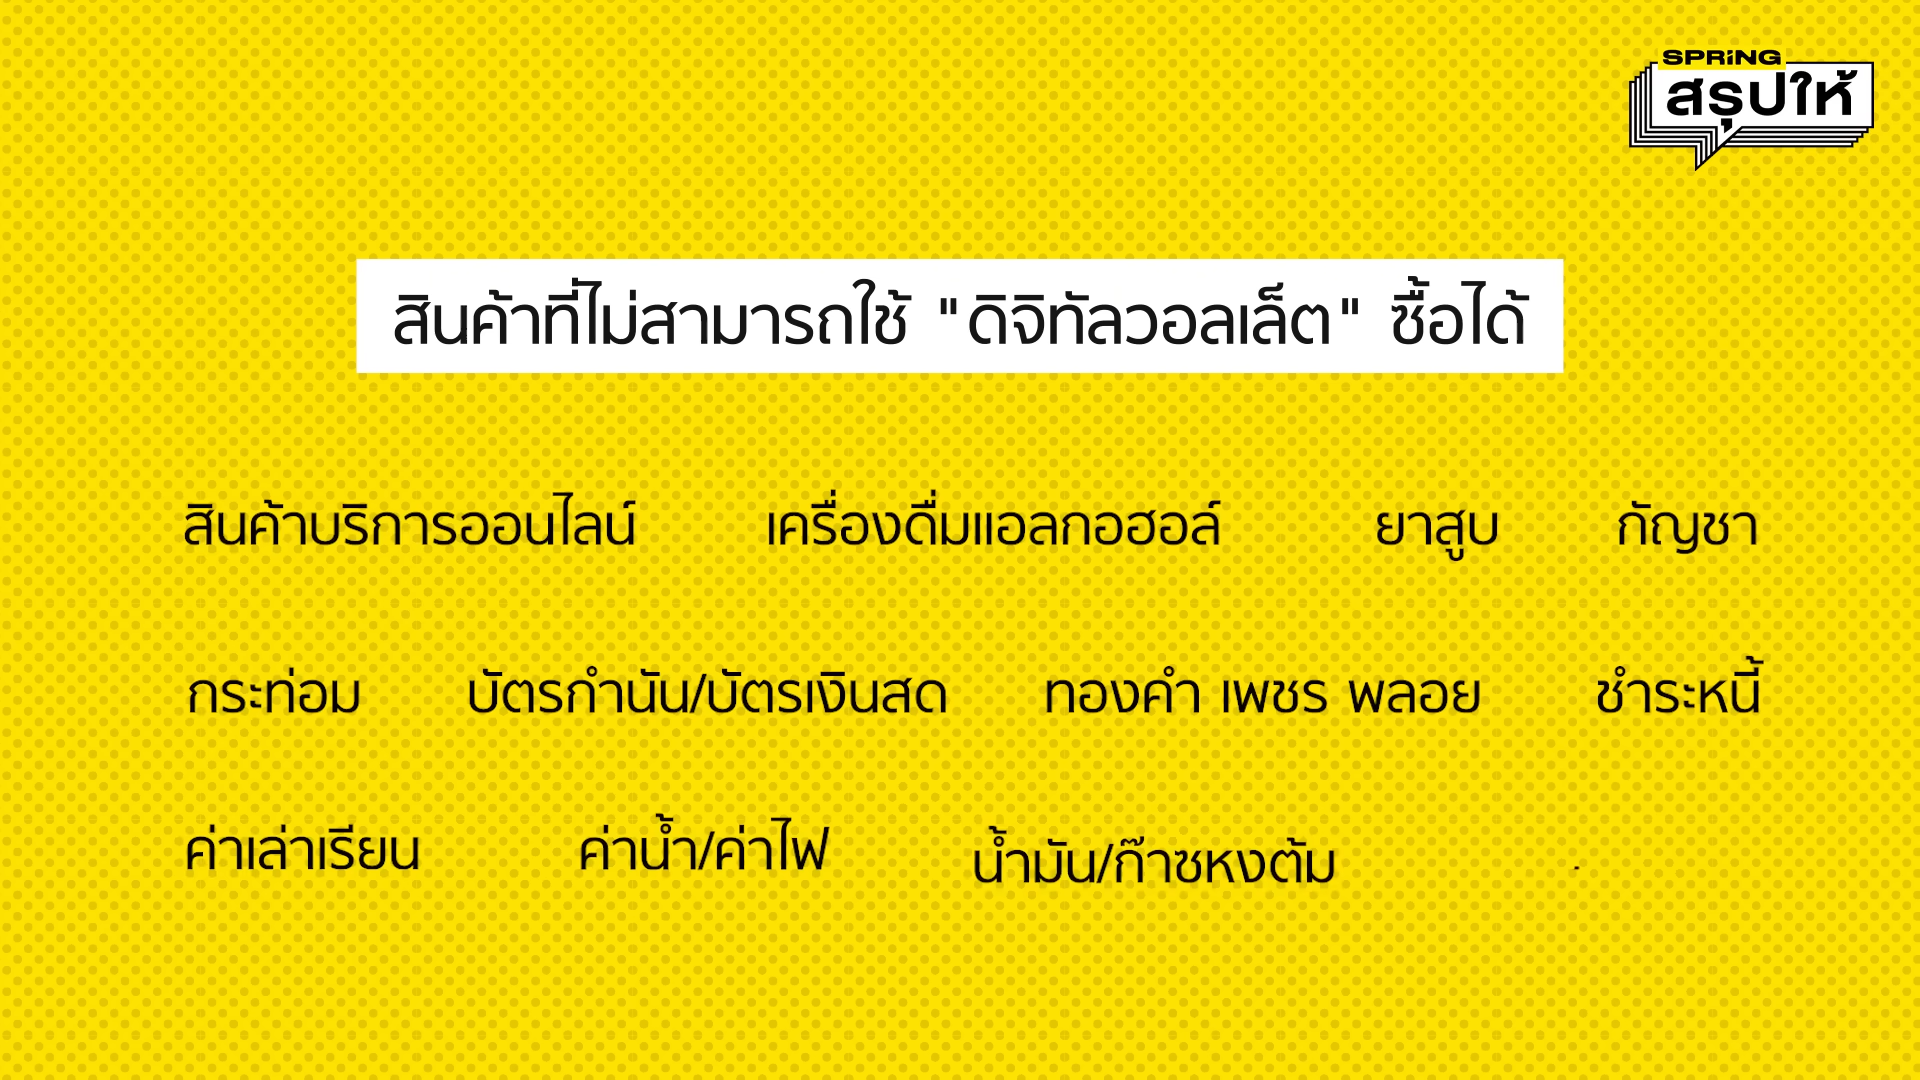 SPRiNG
สรุปให้
สินค้าที่ไม่สามารถใช้ "ดิจิทัลวอลเล็ต" ซื้อได้
สินค้าบริการออนไลน์ เครื่องดื่มแอลกอฮอล์ ยาสูบ กัญชา
กระท่อม บัตรกำนัน/บัตรเงินสด ทองคำ เพชร พลอย ชำระหนี้
ค่าเล่าเรียน ค่าน้ำ/ค่าไฟ น้ำมัน/ก๊าซหงต้ม .